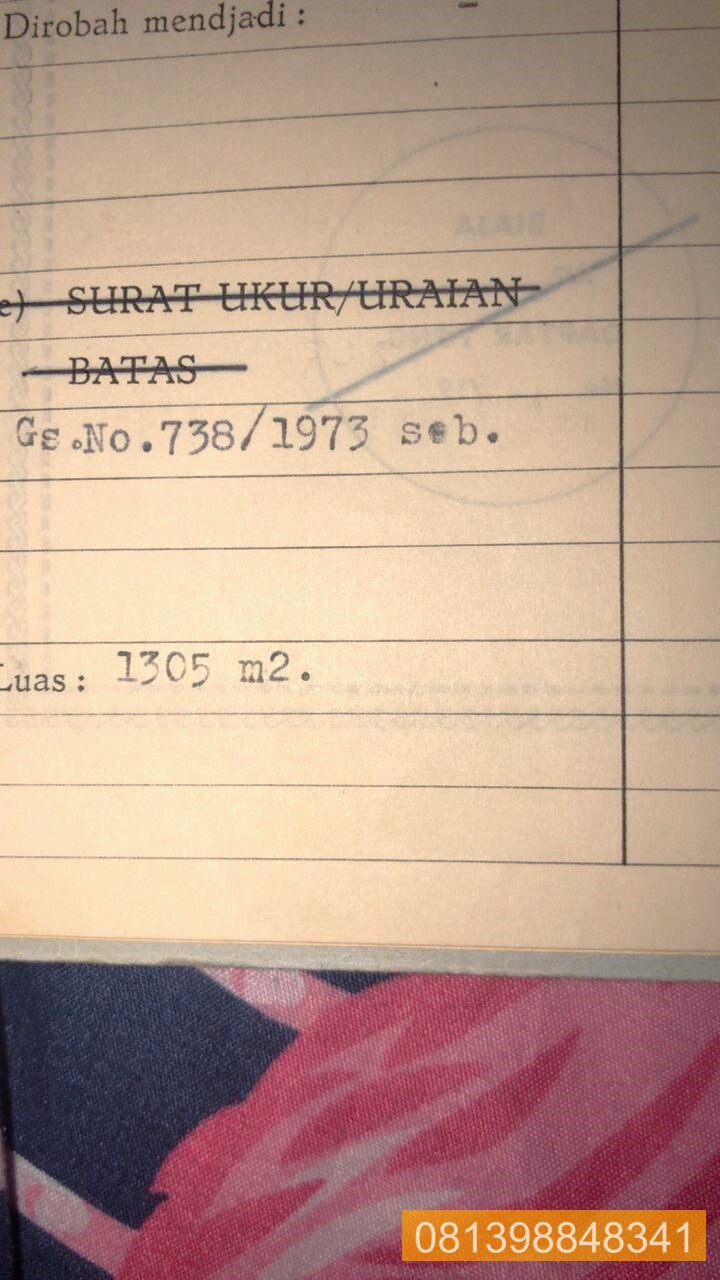 Dirobah mendjadi : -
e) SURAT UKUR/URAIAN
BATAS
Gs.No.738/1973 seb.
Luas : 1305 m2.
081398848341